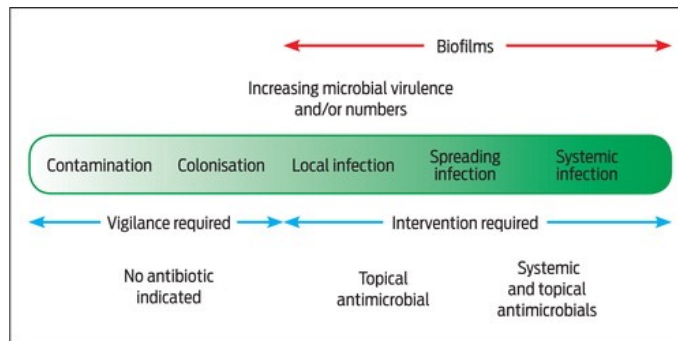 Biofilms
Increasing microbial virulence
and/or numbers
Contamination
Colonisation
Local infection
Spreading
infection
Systemic
infection
Vigilance required
Intervention required
No antibiotic
indicated
Topical
antimicrobial
Systemic
and topical
antimicrobials